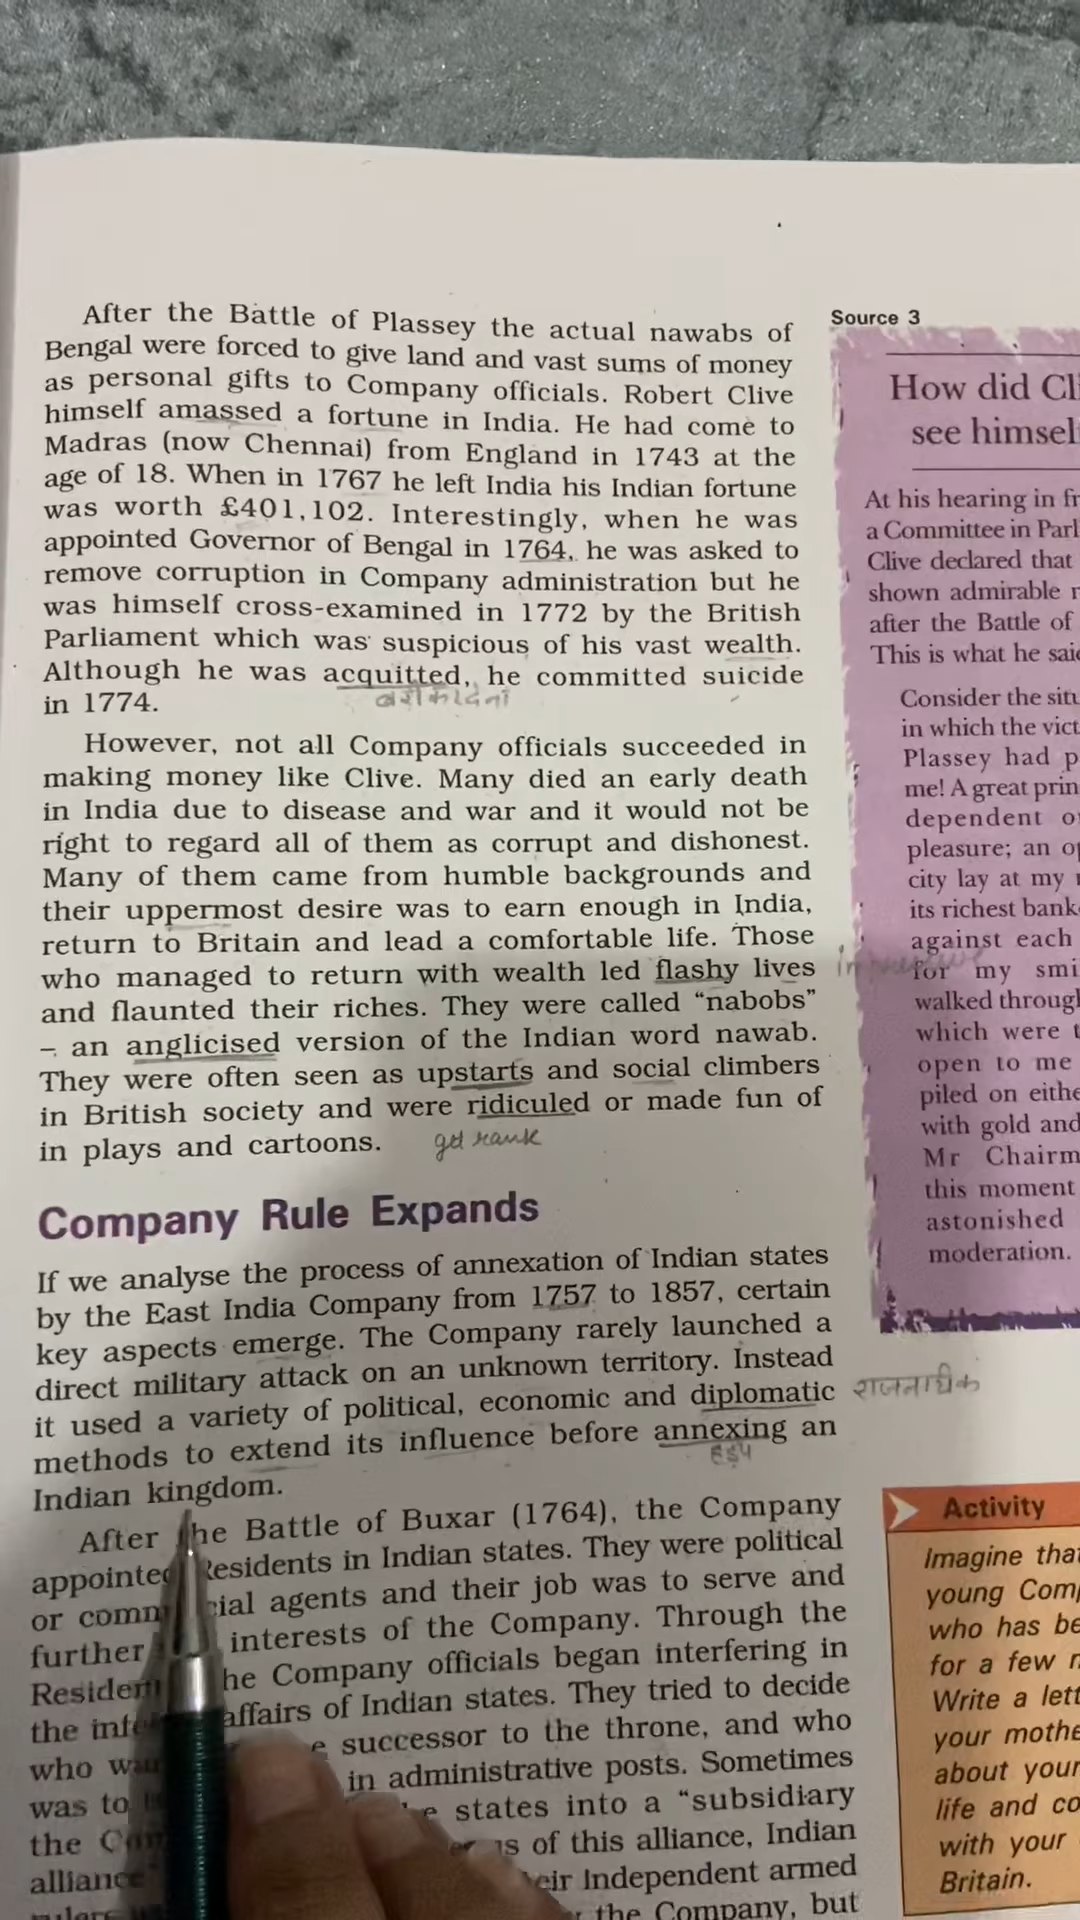 After the Battle of Plassey the actual nawabs of
Bengal were forced to give land and vast sums of money
as personal gifts to Company officials. Robert Clive
himself amassed a fortune in India. He had come to
Madras (now Chennai) from England in 1743 at the
age of 18. When in 1767 he left India his Indian fortune
was worth £401,102. Interestingly, when he was
appointed Governor of Bengal in 1764, he was asked to
remove corruption in Company administration but he
was himself cross-examined in 1772 by the British
Parliament which was suspicious of his vast wealth.
Although he was acquitted, he committed suicide
in 1774.
बरी कर देना
However, not all Company officials succeeded in
making money like Clive. Many died an early death
in India due to disease and war and it would not be
right to regard all of them as corrupt and dishonest.
Many of them came from humble backgrounds and
their uppermost desire was to earn enough in India,
return to Britain and lead a comfortable life. Those
who managed to return with wealth led flashy lives
and flaunted their riches. They were called “nabobs”
– an anglicised version of the Indian word nawab.
They were often seen as upstarts and social climbers
in British society and were ridiculed or made fun of
in plays and cartoons.
get rank
Company Rule Expands
If we analyse the process of annexation of Indian states
by the East India Company from 1757 to 1857, certain
key aspects emerge. The Company rarely launched a
direct military attack on an unknown territory. Instead
it used a variety of political, economic and diplomatic
methods to extend its influence before annexing an
हड़प
Indian kingdom.
After the Battle of Buxar (1764), the Company
appointed Residents in Indian states. They were political
or comm cial agents and their job was to serve and
further interests of the Company. Through the
Resident he Company officials began interfering in
the inte affairs of Indian states. They tried to decide
who wa successor to the throne, and who
was to in administrative posts. Sometimes
the Com states into a “subsidiary
alliance of this alliance, Indian
eir independent armed
the Company, but
Source 3
How did Cli
see himsel
At his hearing in fr
a Committee in Parl
Clive declared that
shown admirable r
after the Battle of
This is what he said
Consider the situ
in which the vict
Plassey had p
me! A great prin
dependent o
pleasure; an op
city lay at my
its richest bank
against each
for my smi
walked through
which were t
open to me
piled on eithe
with gold and
Mr Chairm
this moment
astonished
moderation.
Activity
Imagine that
young Comp
who has be
for a few m
Write a lett
your mothe
about your
life and co
with your
Britain.